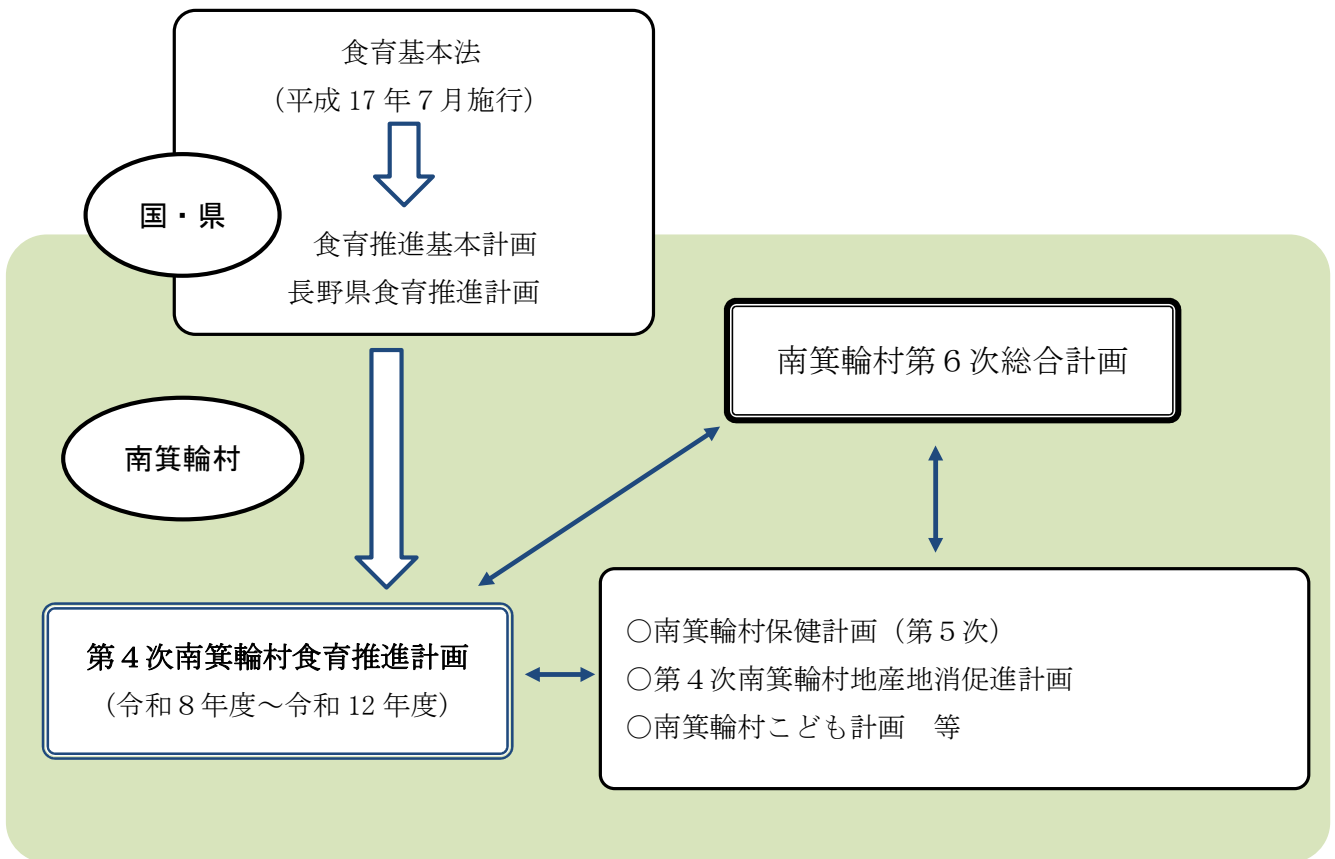 食育基本法
（平成 17 年７月施行）
国・県
食育推進基本計画
長野県食育推進計画
南箕輪村第６次総合計画
南箕輪村
第４次南箕輪村食育推進計画
（令和８年度～令和 12 年度）
○南箕輪村保健計画（第５次）
○第４次南箕輪村地産地消促進計画
○南箕輪村こども計画　等